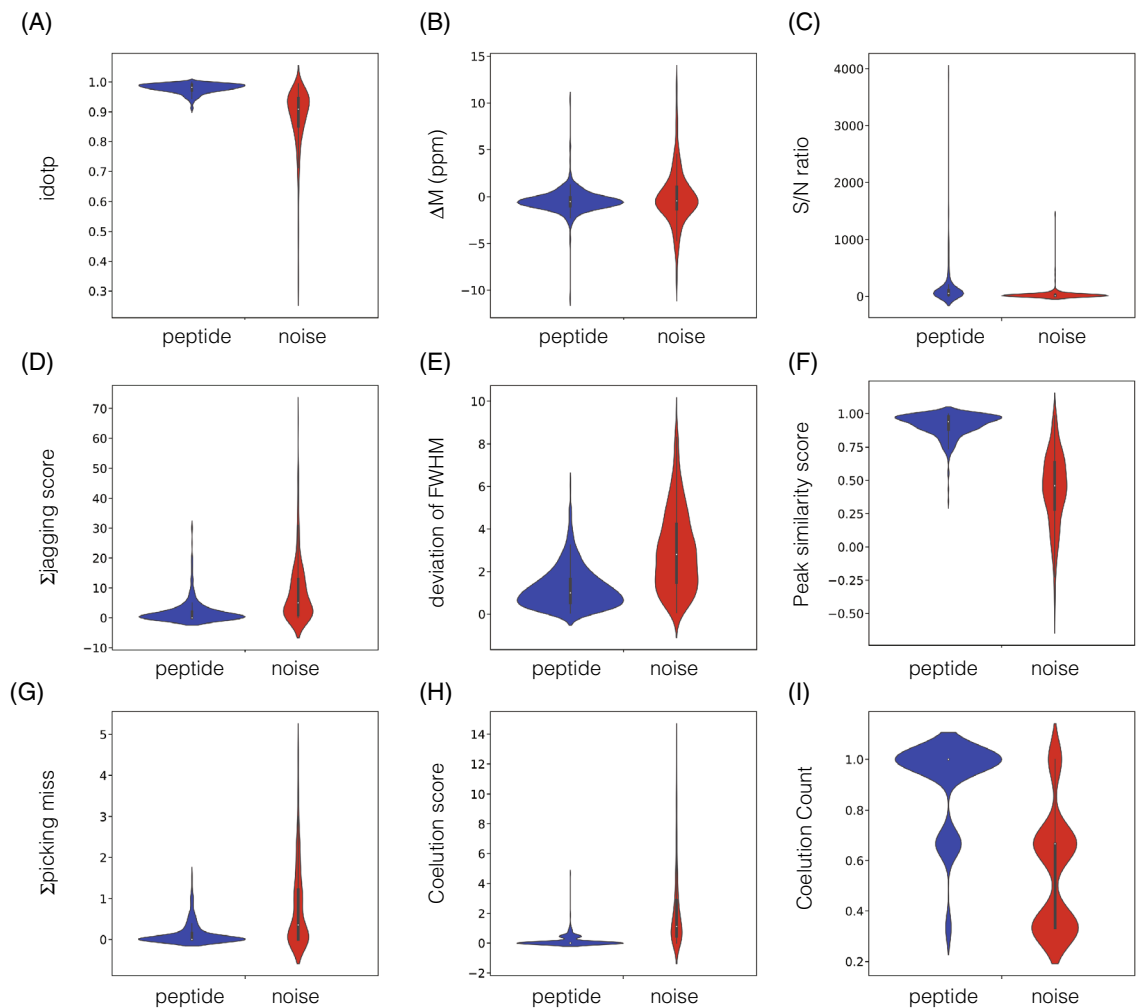 (A)
idotp
1.0
0.9
0.8
0.7
0.6
0.5
0.4
0.3
peptide noise
(B)
ΔM (ppm)
15
10
5
0
−5
−10
peptide noise
(C)
S/N ratio
4000
3000
2000
1000
0
peptide noise
(D)
Σjagging score
70
60
50
40
30
20
10
0
−10
peptide noise
(E)
deviation of FWHM
10
8
6
4
2
0
peptide noise
(F)
Peak similarity score
1.00
0.75
0.50
0.25
0.00
−0.25
−0.50
peptide noise
(G)
Σpicking miss
5
4
3
2
1
0
peptide noise
(H)
Coelution score
14
12
10
8
6
4
2
0
−2
peptide noise
(I)
Coelution Count
1.0
0.8
0.6
0.4
0.2
peptide noise